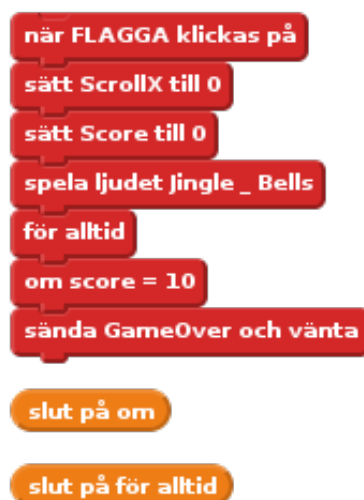 när FLAGGA klickas på
sätt ScrollX till 0
sätt Score till 0
spela ljudet Jingle _ Bells
för alltid
om score = 10
sända GameOver och vänta
slut på om
slut på för alltid